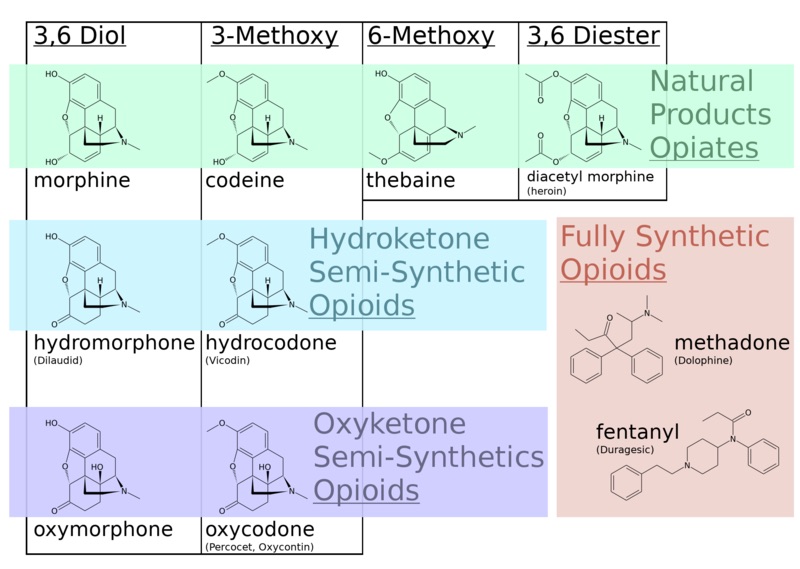 3,6 Diol
3-Methoxy
6-Methoxy
3,6 Diester
HO
O
H
N
HO
morphine
O
O
H
N
HO
codeine
HO
O
N
O
thebaine
O
O
O
H
N
O
O
diacetyl morphine
(heroin)
Natural
Products
Opiates
HO
O
H
N
O
hydromorphone
(Dilaudid)
O
O
H
N
O
hydrocodone
(Vicodin)
Hydroketone
Semi-Synthetic
Opioids
Fully Synthetic
Opioids
O
N
methadone
(Dolophine)
HO
O
HO
N
O
oxymorphone
O
O
HO
N
O
oxycodone
(Percocet, Oxycontin)
Oxyketone
Semi-Synthetics
Opioids
fentanyl
(Duragesic)
O
N
N